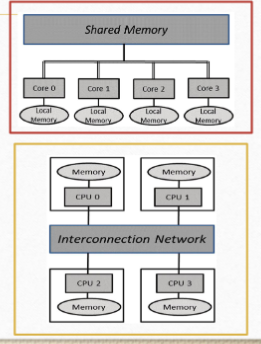 Shared Memory
Core 0 Core 1 Core 2 Core 3
Local Local Local Local
Memory Memory Memory Memory
Memory Memory
CPU 0 CPU 1
Interconnection Network
CPU 2 CPU 3
Memory Memory